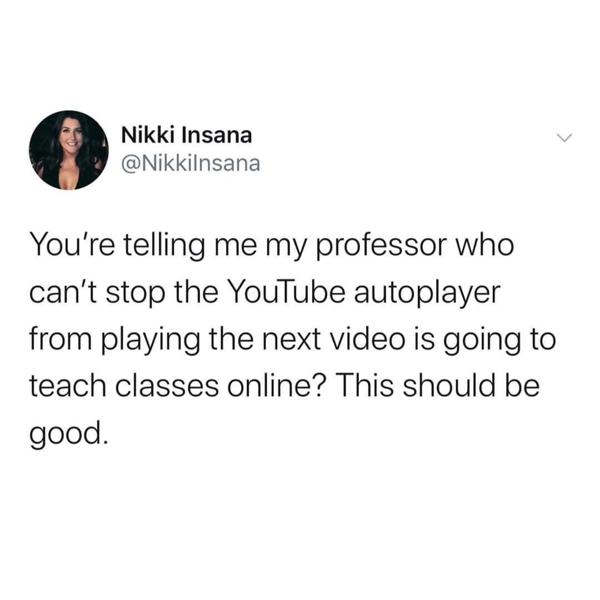 Nikki Insana
@NikkiInsana
You're telling me my professor who
can't stop the YouTube autoplayer
from playing the next video is going to
teach classes online? This should be
good.